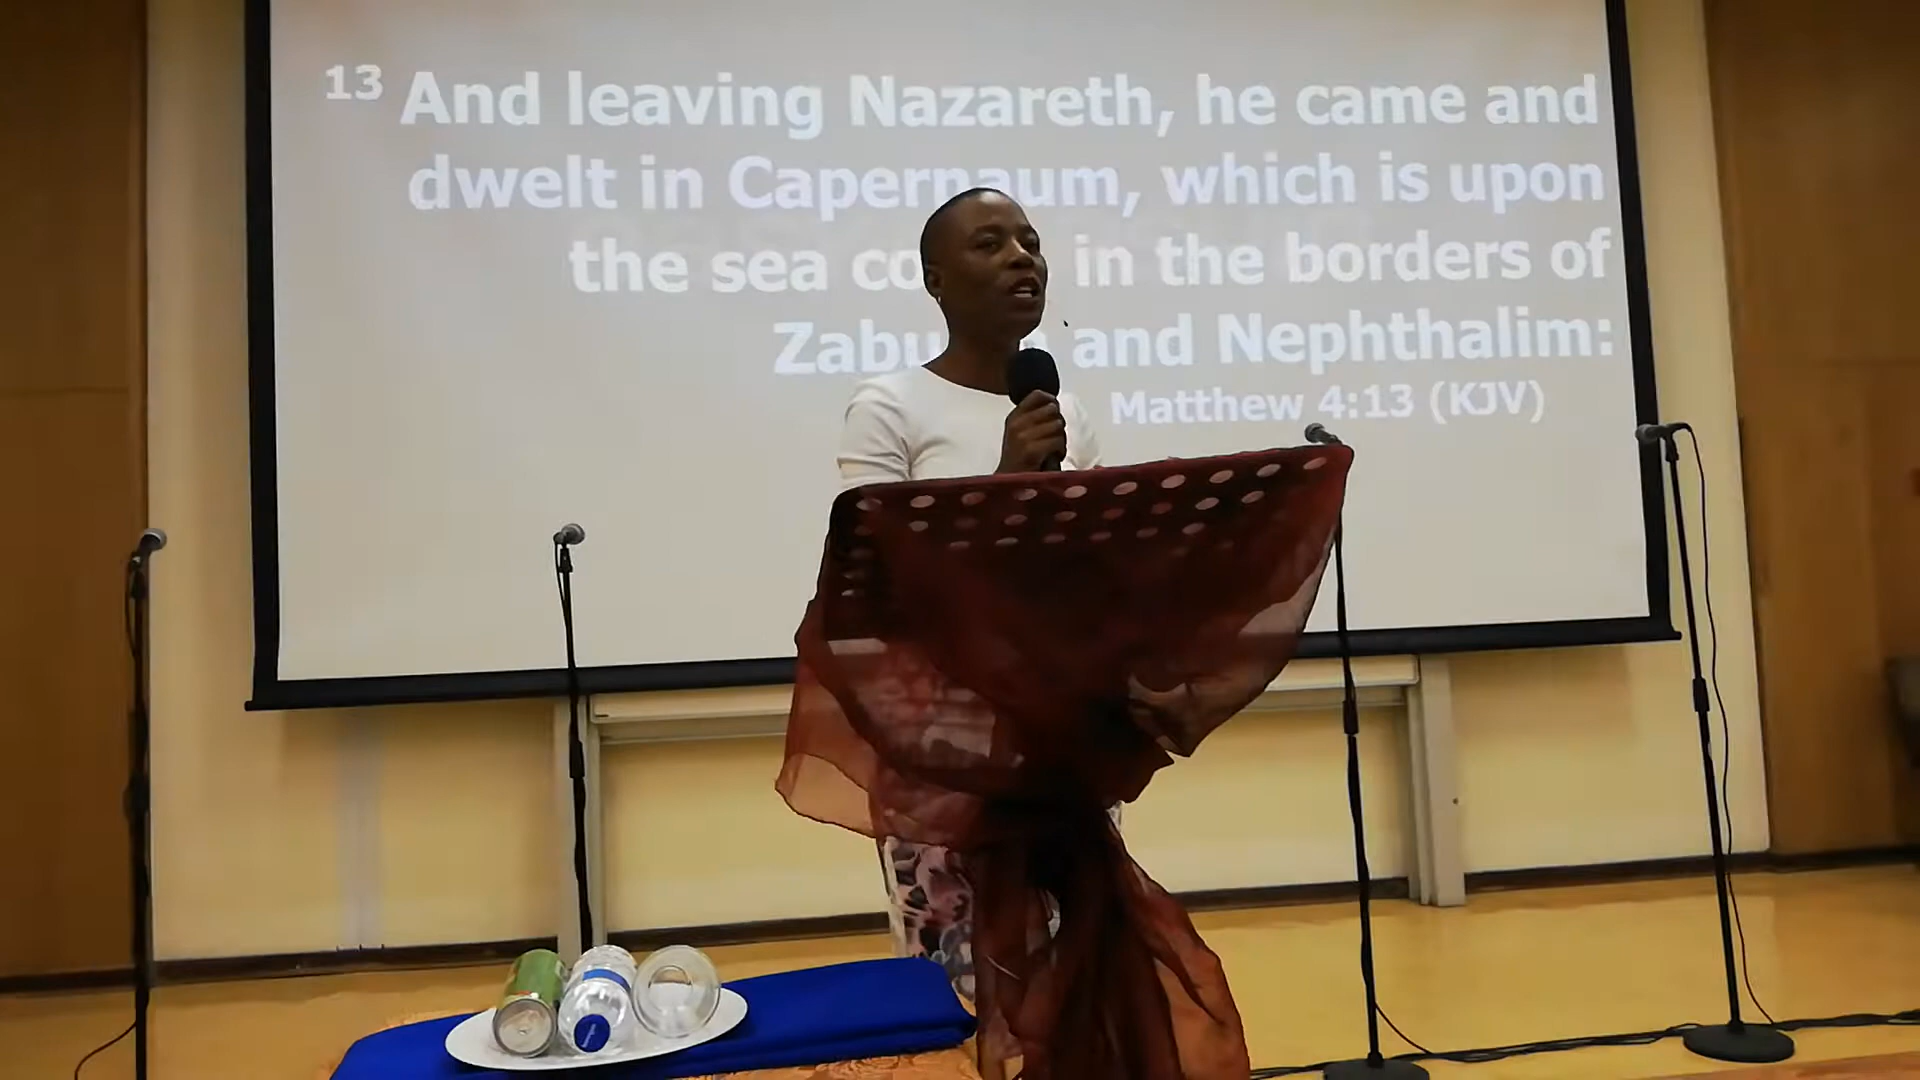 13 And leaving Nazareth, he came and
dwelt in Capernaum, which is upon
the sea in the borders of
and Nephthalim:
Matthew 4:13 (KJV)